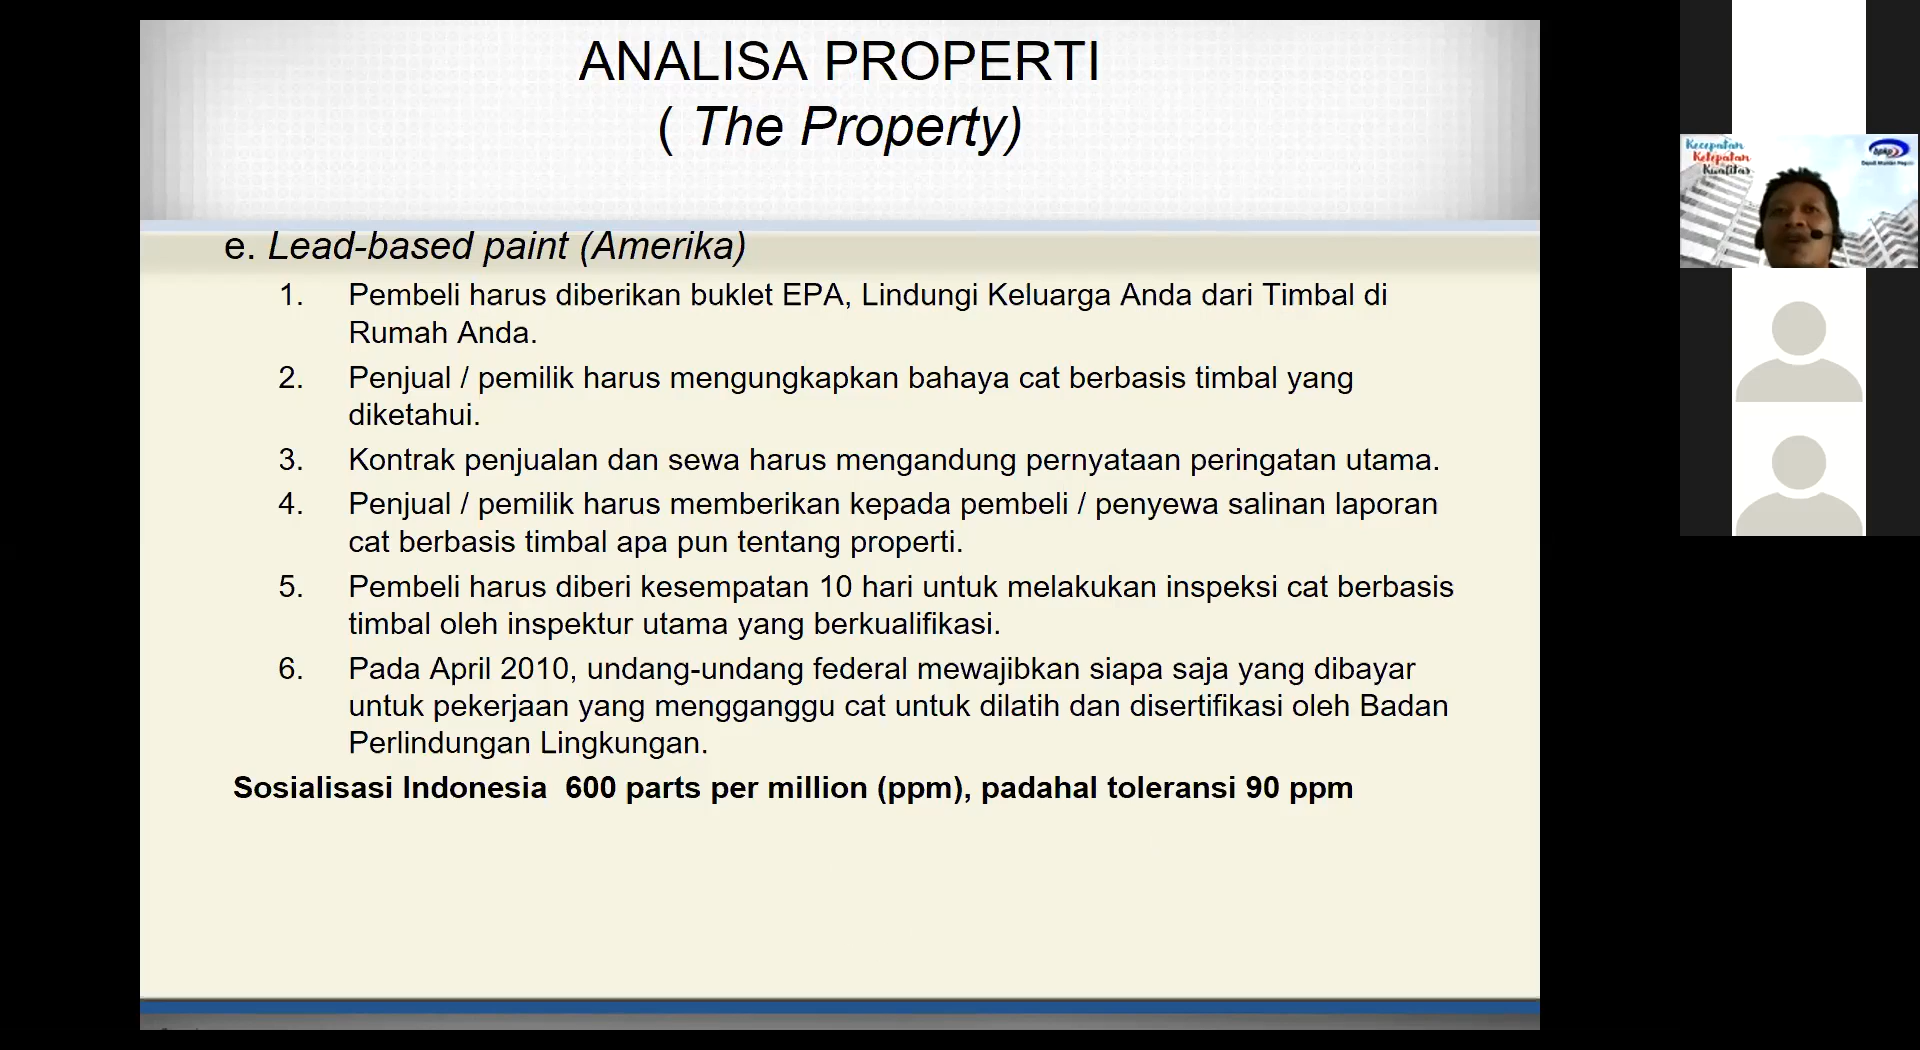 ANALISA PROPERTI
( The Property)
e. Lead-based paint (Amerika)
1. Pembeli harus diberikan buklet EPA, Lindungi Keluarga Anda dari Timbal di
Rumah Anda.
2. Penjual / pemilik harus mengungkapkan bahaya cat berbasis timbal yang
diketahui.
3. Kontrak penjualan dan sewa harus mengandung pernyataan peringatan utama.
4. Penjual / pemilik harus memberikan kepada pembeli / penyewa salinan laporan
cat berbasis timbal apa pun tentang properti.
5. Pembeli harus diberi kesempatan 10 hari untuk melakukan inspeksi cat berbasis
timbal oleh inspektur utama yang berkualifikasi.
6. Pada April 2010, undang-undang federal mewajibkan siapa saja yang dibayar
untuk pekerjaan yang mengganggu cat untuk dilatih dan disertifikasi oleh Badan
Perlindungan Lingkungan.
Sosialisasi Indonesia  600 parts per million (ppm), padahal toleransi 90 ppm
Kecepatan
Ketepatan
Kwalitas